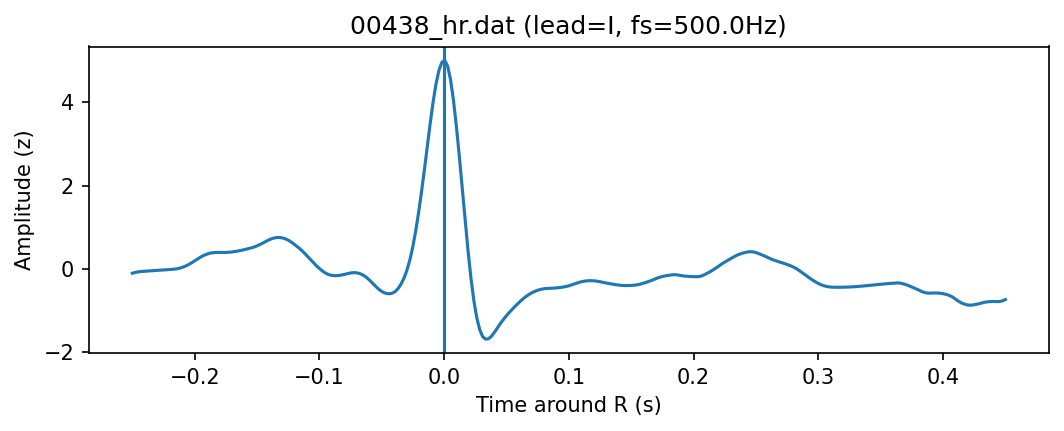 00438_hr.dat (lead=I, fs=500.0Hz)
Amplitude (z)
4
2
0
−2
−0.2 −0.1 0.0 0.1 0.2 0.3 0.4
Time around R (s)